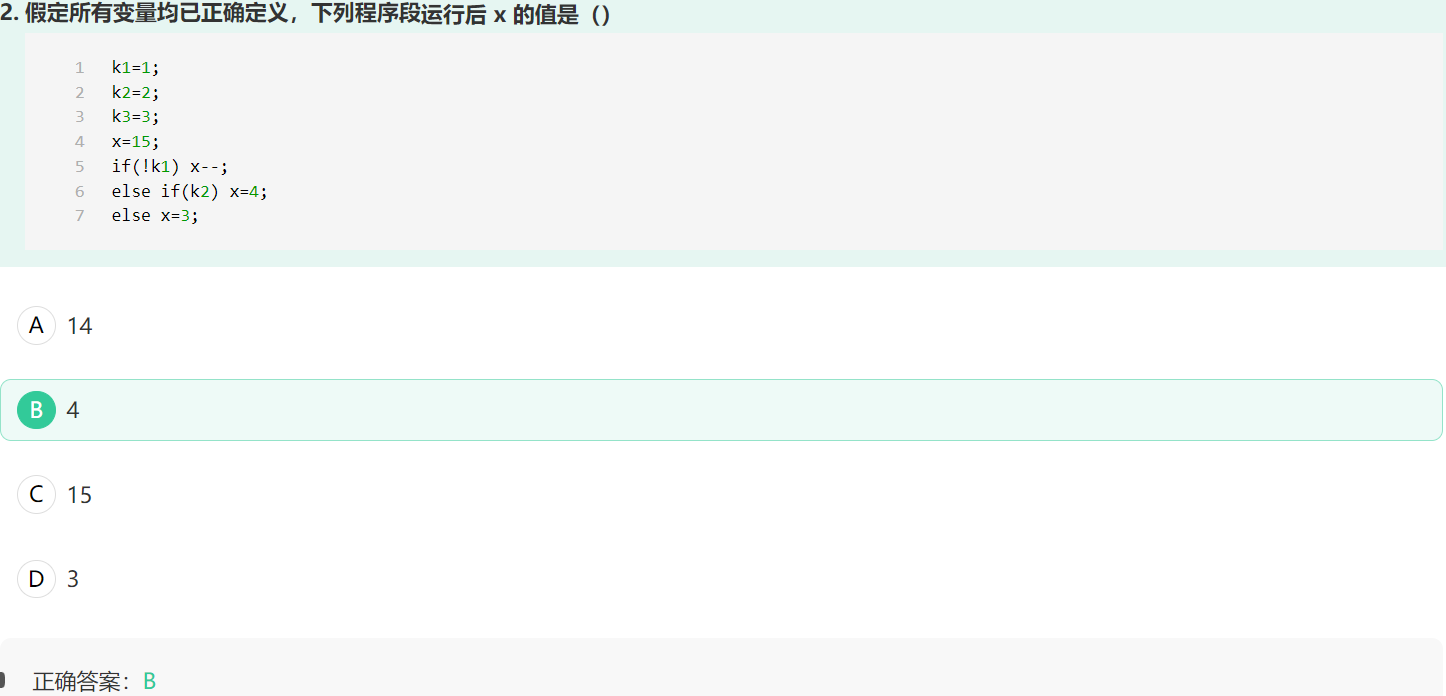 2. 假定所有变量均已正确定义，下列程序段运行后 x 的值是（）
1 k1=1;
2 k2=2;
3 k3=3;
4 x=15;
5 if(!k1) x--;
6 else if(k2) x=4;
7 else x=3;
A 14
B 4
C 15
D 3
正确答案：B